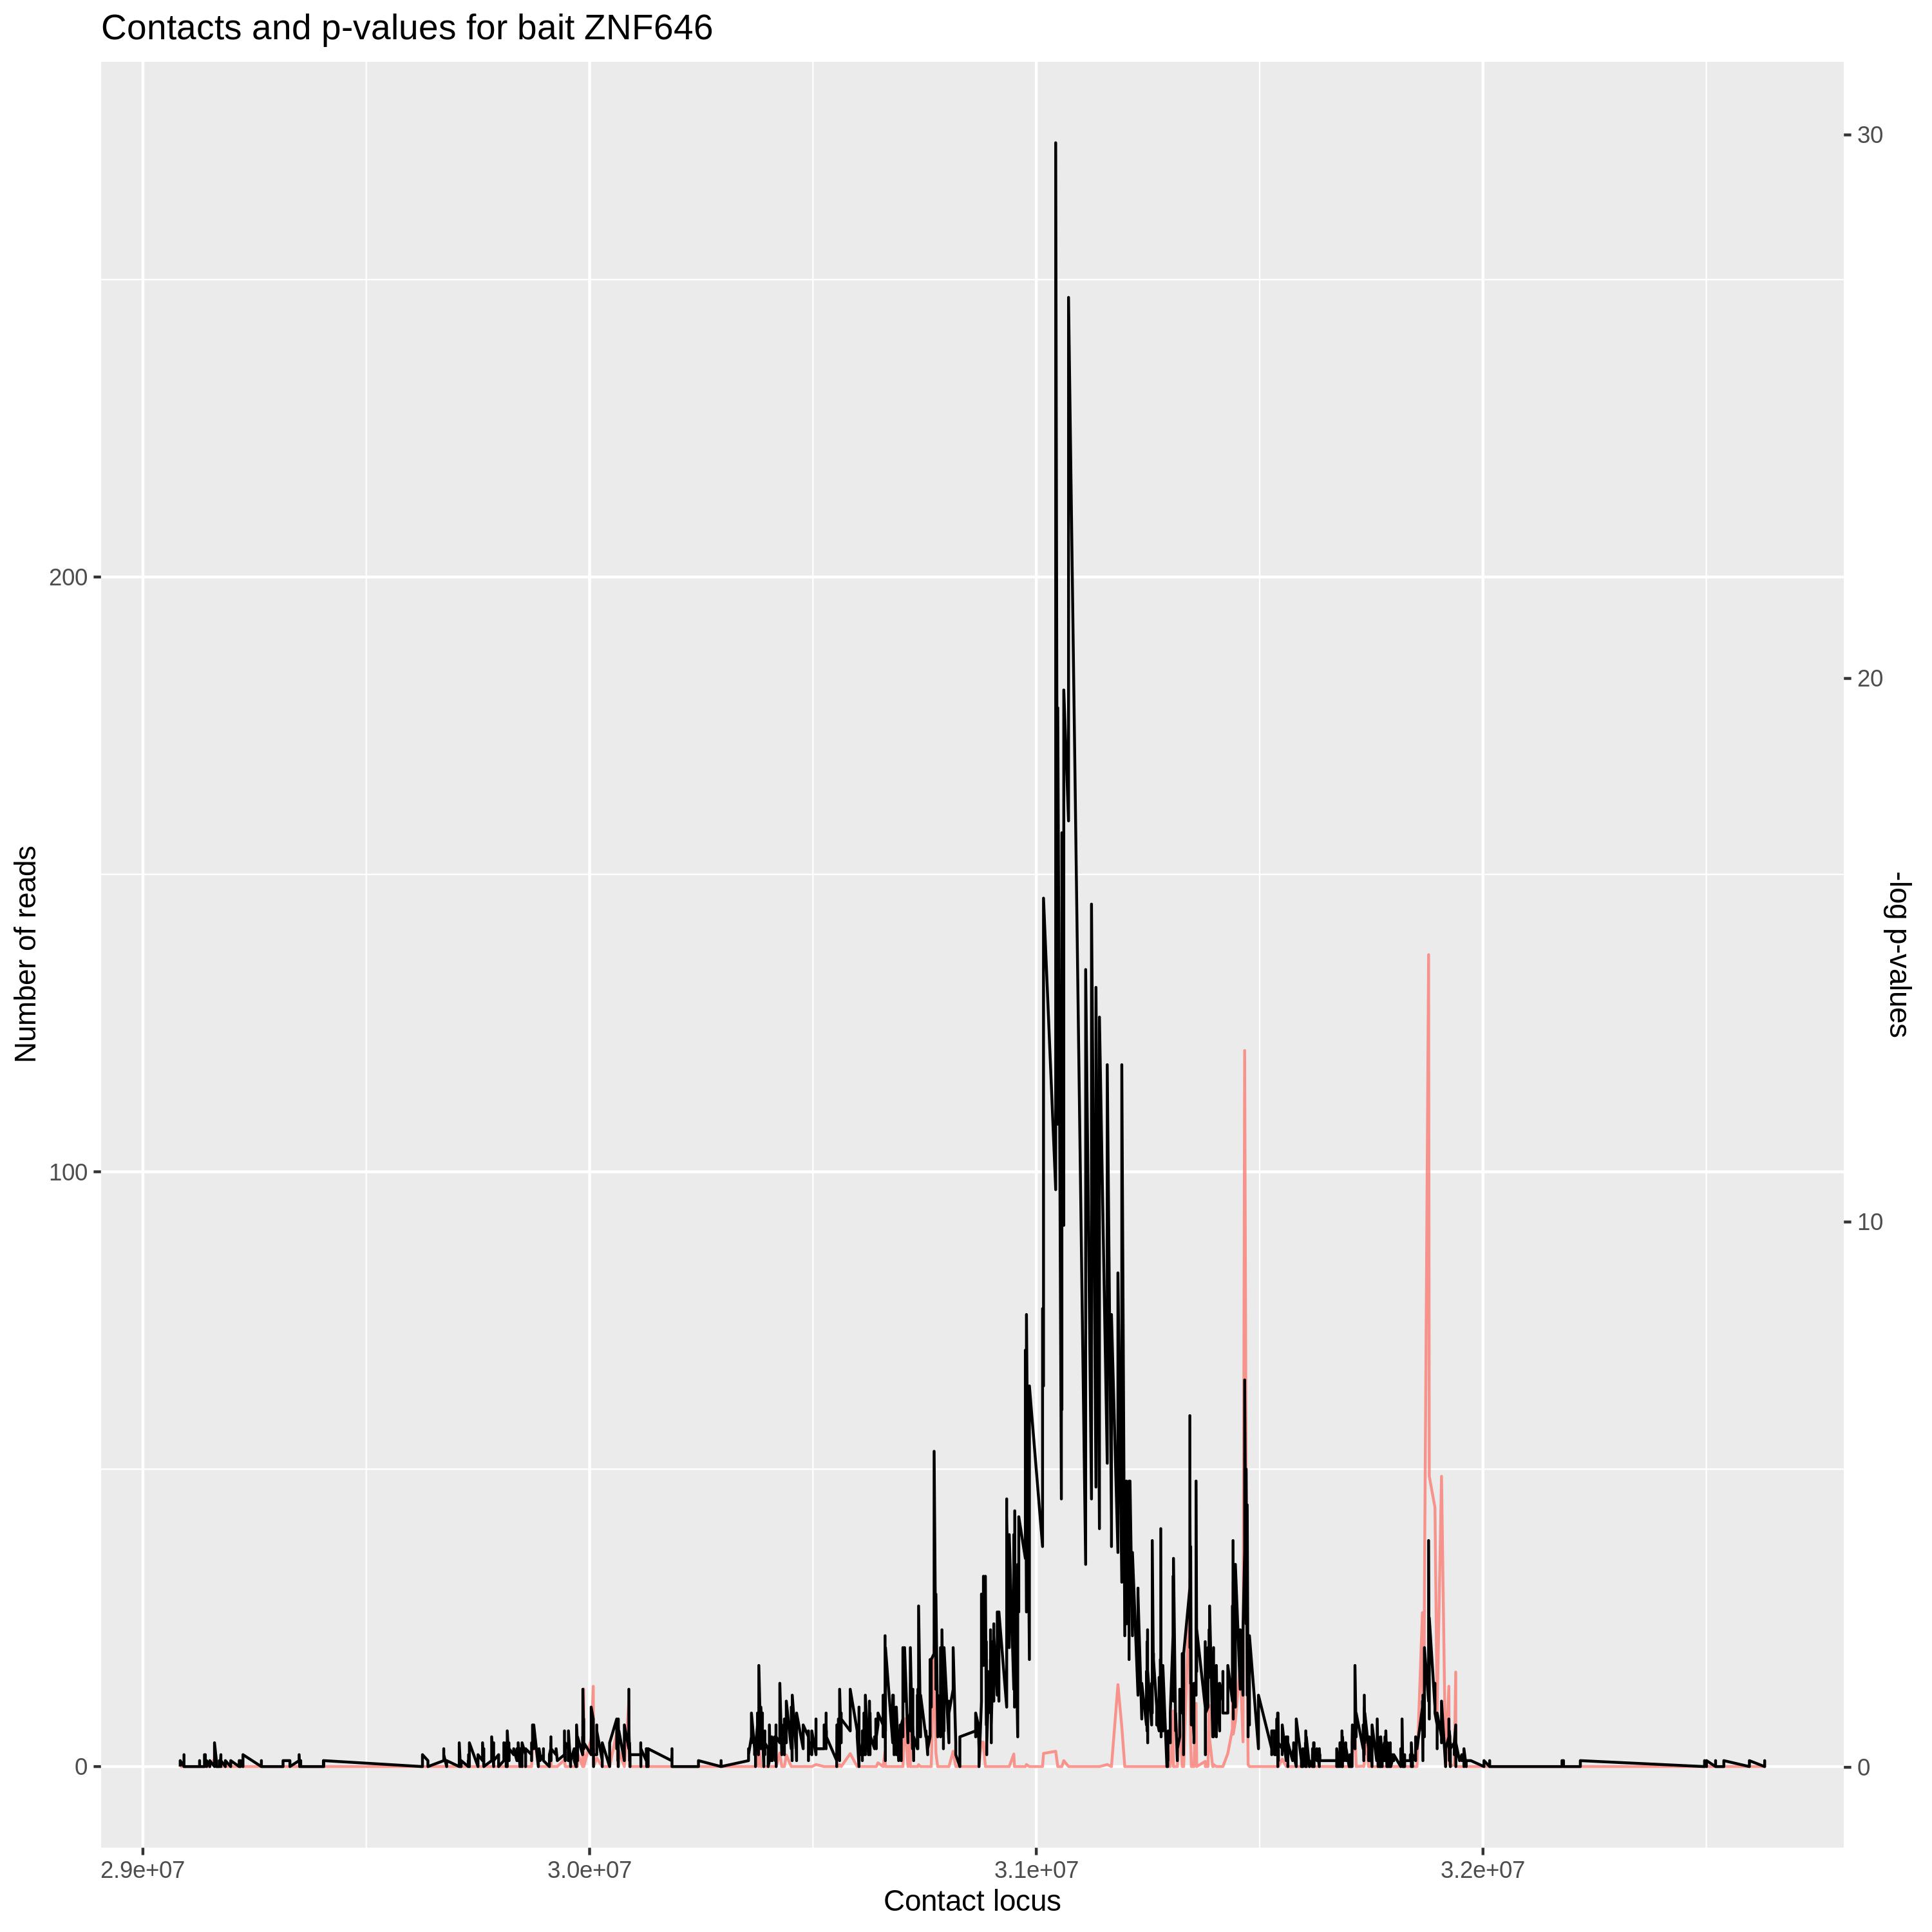 Contacts and p-values for bait ZNF646
30
20
10
0
200
100
0
Number of reads
-log p-values
2.9e+07
3.0e+07
3.1e+07
3.2e+07
Contact locus